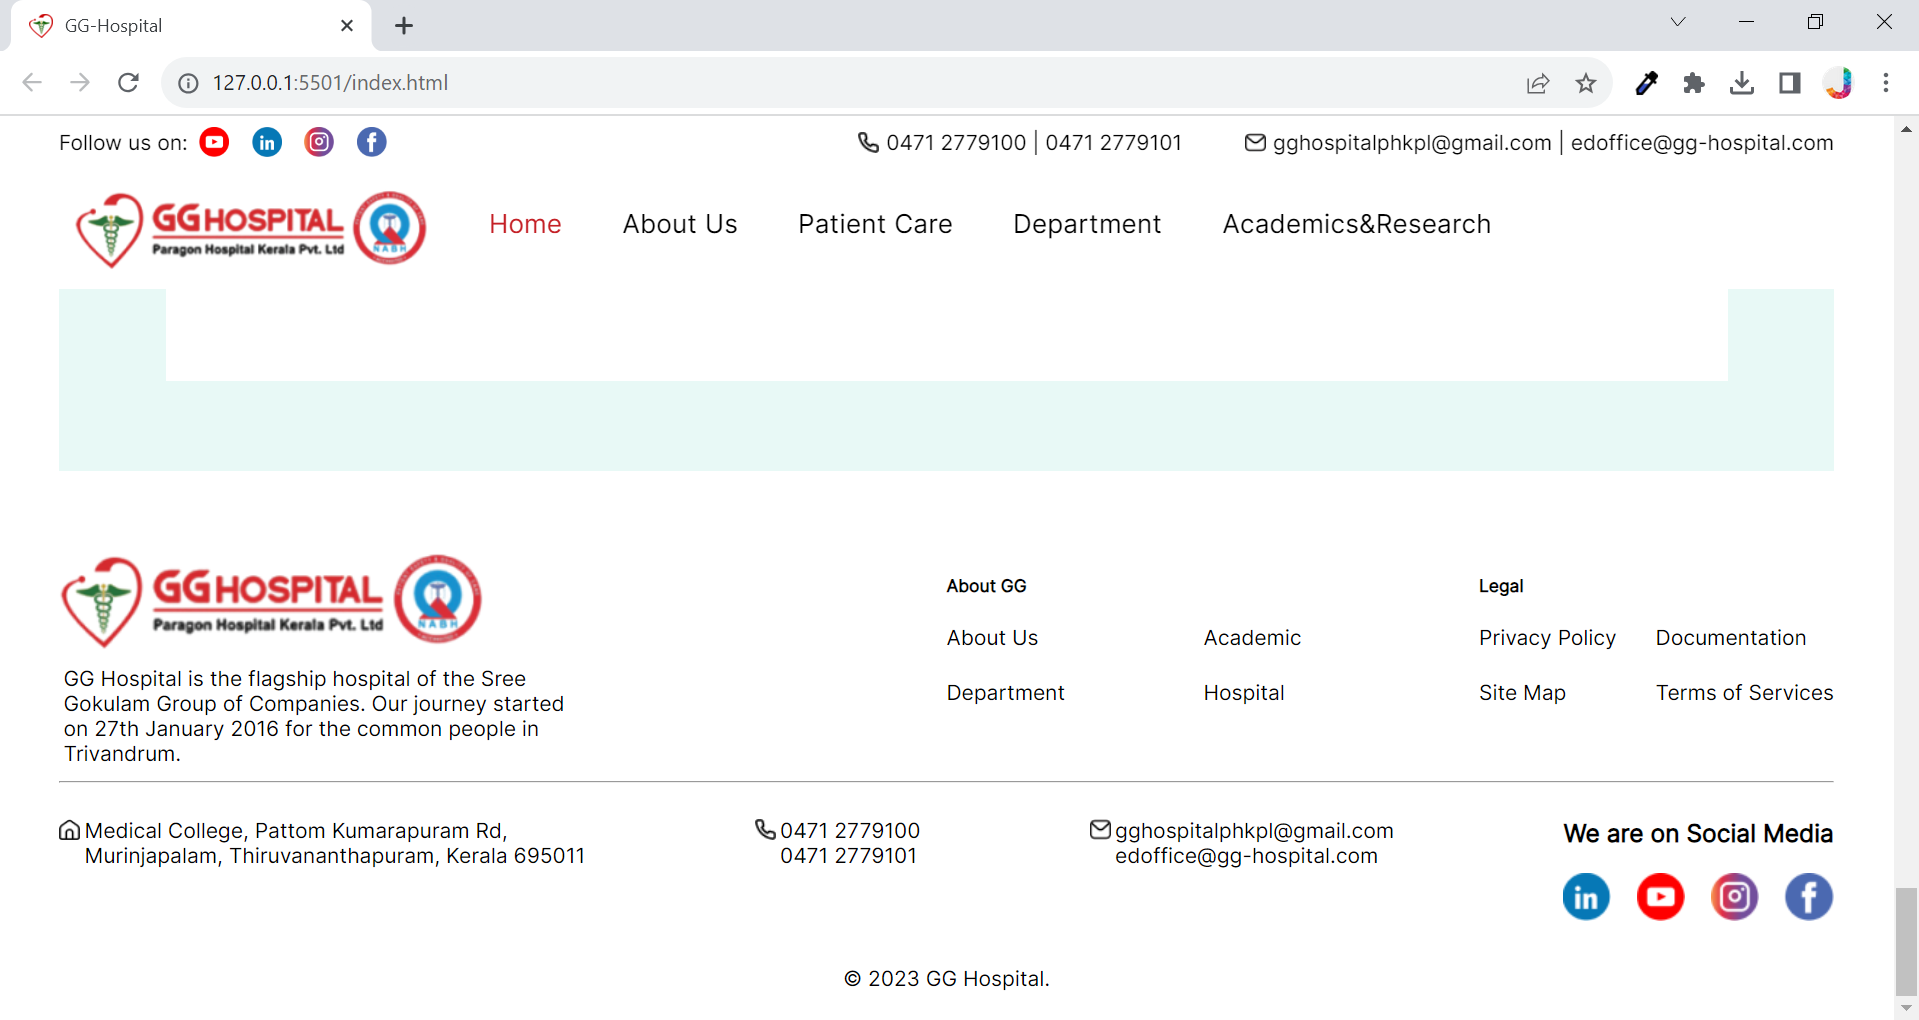 GG-Hospital
127.0.0.1:5501/index.html
Follow us on:
0471 2779100 | 0471 2779101
gghospitalphkpl@gmail.com | edoffice@gg-hospital.com
GG HOSPITAL
Paragon Hospital Kerala Pvt. Ltd
NABH
Home
About Us
Patient Care
Department
Academics&Research
GG HOSPITAL
Paragon Hospital Kerala Pvt. Ltd
NABH
GG Hospital is the flagship hospital of the Sree
Gokulam Group of Companies. Our journey started
on 27th January 2016 for the common people in
Trivandrum.
About GG
About Us
Academic
Department
Hospital
Legal
Privacy Policy
Documentation
Site Map
Terms of Services
Medical College, Pattom Kumarapuram Rd,
Murinjapalam, Thiruvananthapuram, Kerala 695011
0471 2779100
0471 2779101
gghospitalphkpl@gmail.com
edoffice@gg-hospital.com
We are on Social Media
© 2023 GG Hospital.